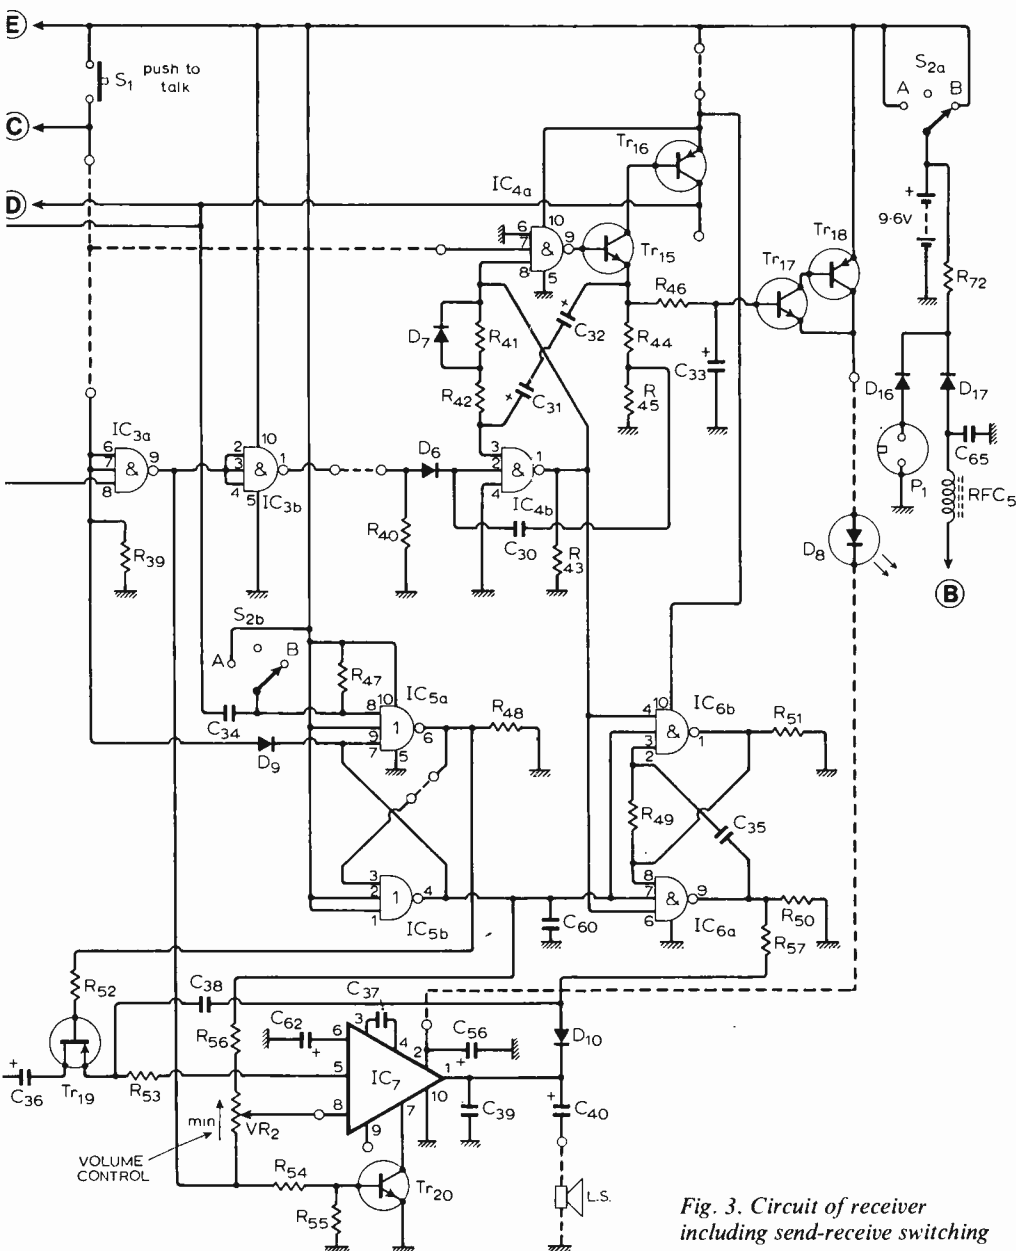 E
S1 push to
talk
S2a
A B
C
Tr16
IC4a
D
10
6
7 & 9
8
5
Tr15
9·6V
+
Tr18
Tr17
R72
R46
D7
R41
C32
+
R44
C33
+
R42
C31
+
R
45
D16
D17
C65
P1
RFC5
IC3a
6
7 & 9
8
10
2
3 & 1
4
5
IC3b
D6
3
2 & 1
4
IC4b
R40
C30
R
43
R39
D8
B
S2b
A B
R47
IC5a
10
8
1
9
7
6
5
R48
C34
D9
10
IC6b
4
&
3
2
1
R51
R49
C35
3
2 1 4
1
IC5b
C60
8
7 & 9
6
IC6a
R50
R57
R52
C38
C37
R56
C62
+
3
4
6
2
C56
+
D10
5
IC7
1
10
+
C36
Tr19
R53
min
VR2
8
7
9
C39
+
C40
VOLUME
CONTROL
R54
Tr20
R55
L.S.
Fig. 3. Circuit of receiver
including send-receive switching